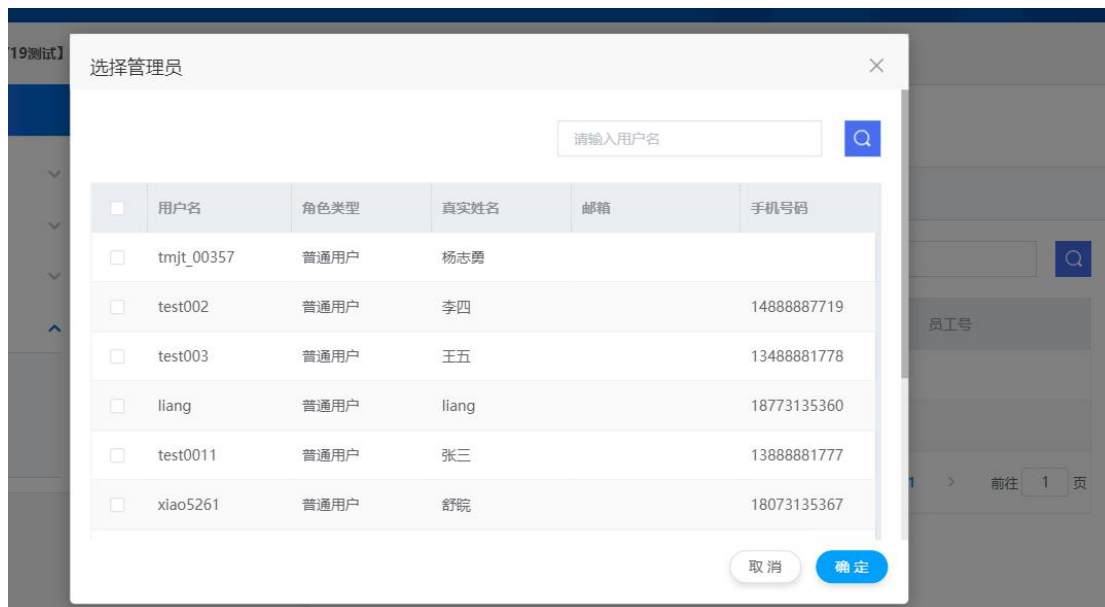 '19测试】
选择管理员
请输入用户名
用户名 角色类型 真实姓名 邮箱 手机号码
tmjt_00357 普通用户 杨志勇
test002 普通用户 李四 14888887719
员工号
test003 普通用户 王五 13488881778
liang 普通用户 liang 18773135360
test0011 普通用户 张三 13888881777
1 > 前往 1 页
xiao5261 普通用户 舒皖 18073135367
取消 确定